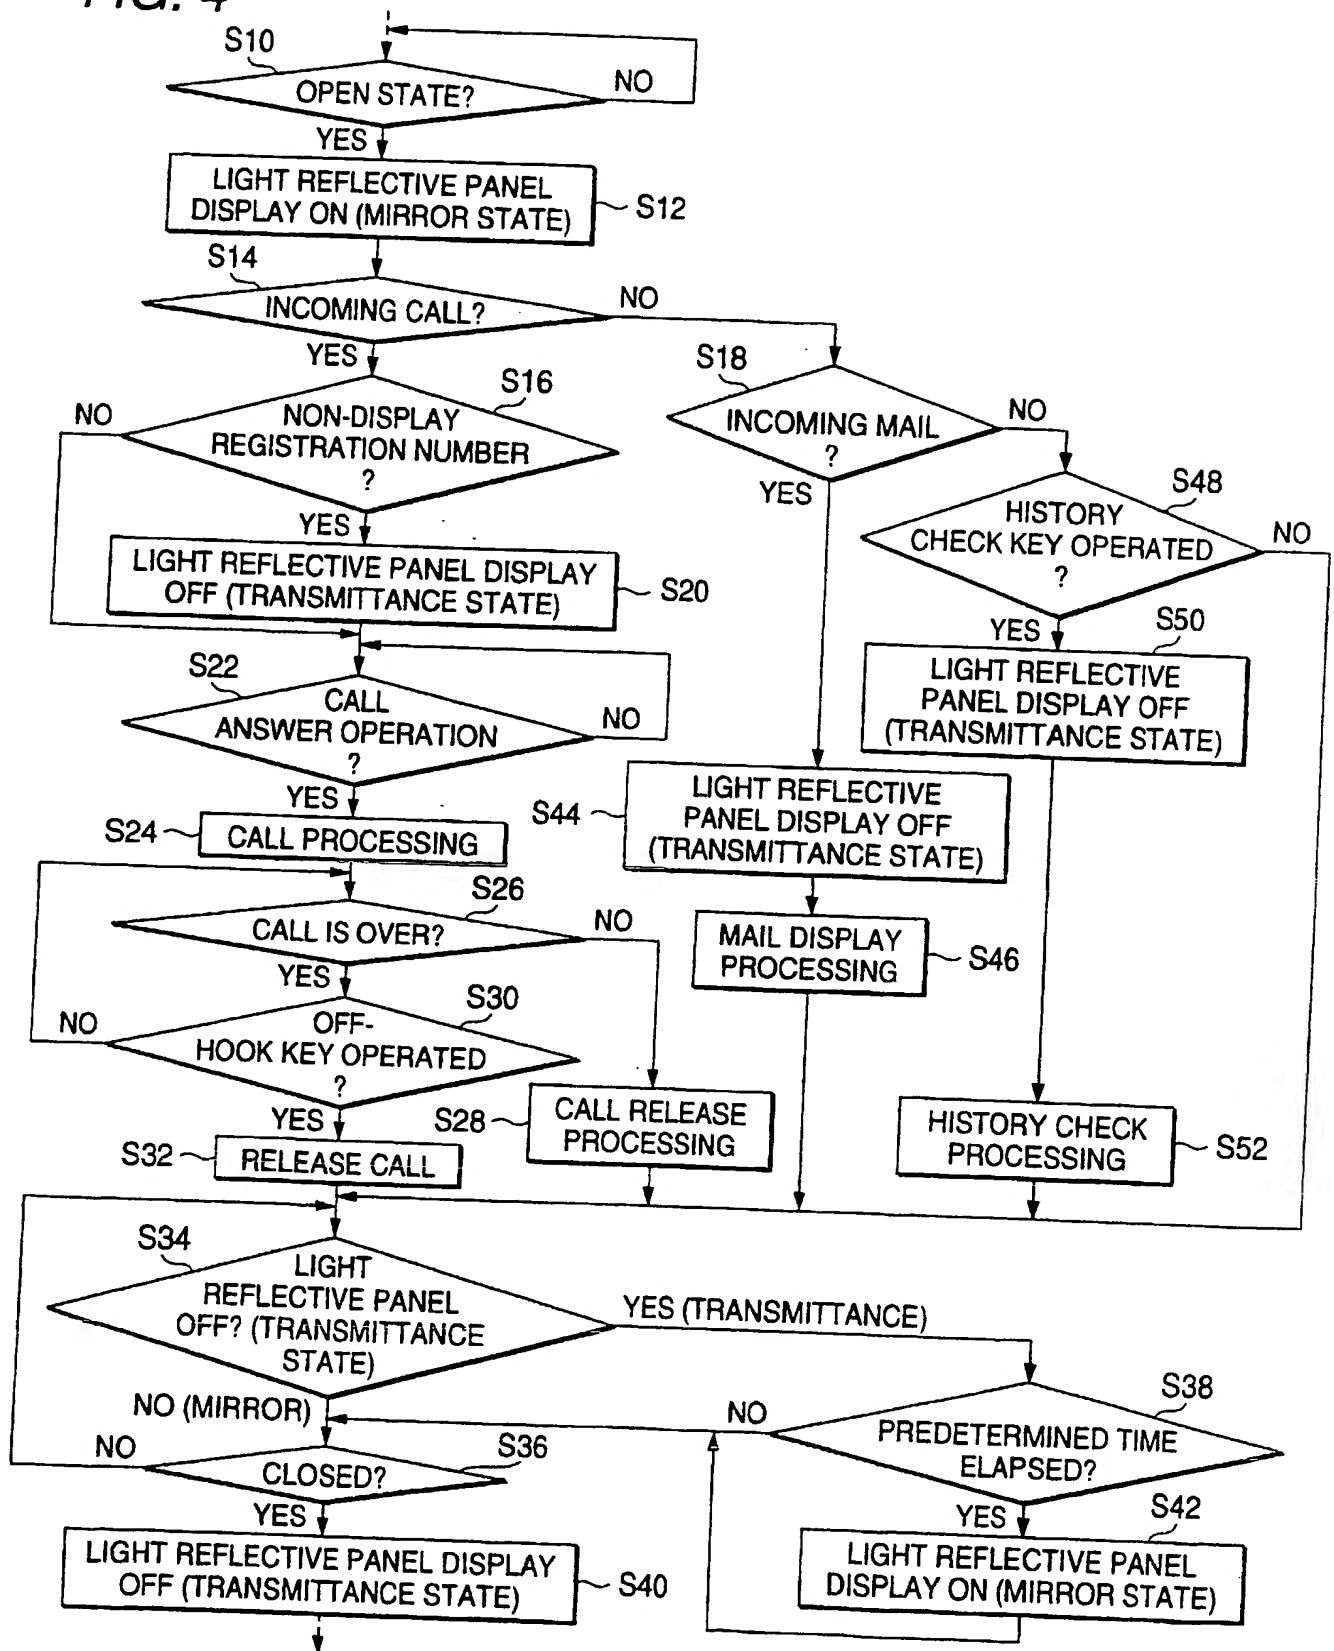 FIG. 4
S10
OPEN STATE?
NO
YES
LIGHT REFLECTIVE PANEL
DISPLAY ON (MIRROR STATE)
S12
S14
INCOMING CALL?
NO
YES
S16
NO
NON-DISPLAY
REGISTRATION NUMBER
?
YES
LIGHT REFLECTIVE PANEL DISPLAY
OFF (TRANSMITTANCE STATE)
S20
S18
INCOMING MAIL
?
NO
YES
S48
HISTORY
CHECK KEY OPERATED
?
NO
YES
S50
LIGHT REFLECTIVE
PANEL DISPLAY OFF
(TRANSMITTANCE STATE)
S22
CALL
ANSWER OPERATION
?
NO
YES
S24
CALL PROCESSING
S44
LIGHT REFLECTIVE
PANEL DISPLAY OFF
(TRANSMITTANCE STATE)
S26
CALL IS OVER?
NO
YES
MAIL DISPLAY
PROCESSING
S46
S30
NO
OFF-
HOOK KEY OPERATED
?
YES
S28
CALL RELEASE
PROCESSING
HISTORY CHECK
PROCESSING
S52
S32
RELEASE CALL
S34
LIGHT
REFLECTIVE PANEL
OFF? (TRANSMITTANCE
STATE)
YES (TRANSMITTANCE)
NO (MIRROR)
S38
NO
PREDETERMINED TIME
ELAPSED?
YES
S42
LIGHT REFLECTIVE PANEL
DISPLAY ON (MIRROR STATE)
NO
S36
CLOSED?
YES
LIGHT REFLECTIVE PANEL DISPLAY
OFF (TRANSMITTANCE STATE)
S40